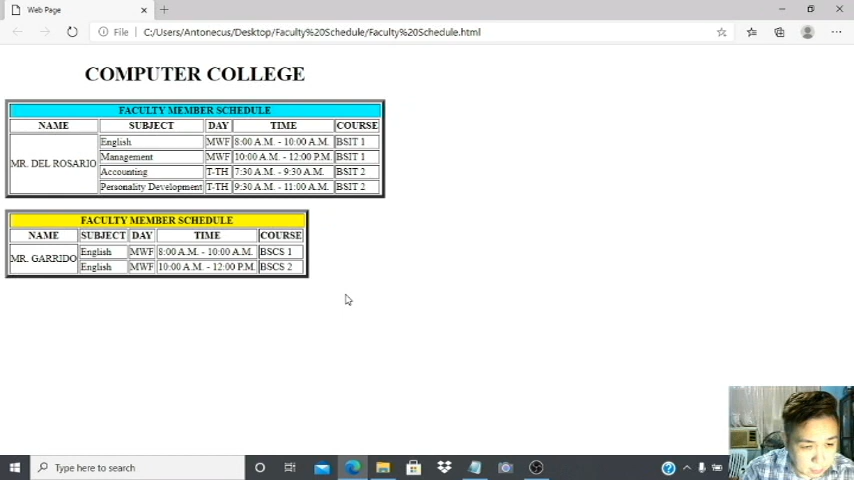 Web Page
File C:/Users/Antonecus/Desktop/Faculty%20Schedule/Faculty%20Schedule.html
COMPUTER COLLEGE
FACULTY MEMBER SCHEDULE
NAME SUBJECT DAY TIME COURSE
MR. DEL ROSARIO
English MWF 8:00 A.M. - 10:00 A.M. BSIT 1
Management MWF 10:00 A.M. - 12:00 P.M. BSIT 1
Accounting T-TH 7:30 A.M. - 9:30 A.M. BSIT 2
Personality Development T-TH 9:30 A.M. - 11:00 A.M. BSIT 2
FACULTY MEMBER SCHEDULE
NAME SUBJECT DAY TIME COURSE
MR. GARRIDO
English MWF 8:00 A.M. - 10:00 A.M. BSCS 1
English MWF 10:00 A.M. - 12:00 P.M. BSCS 2
Type here to search